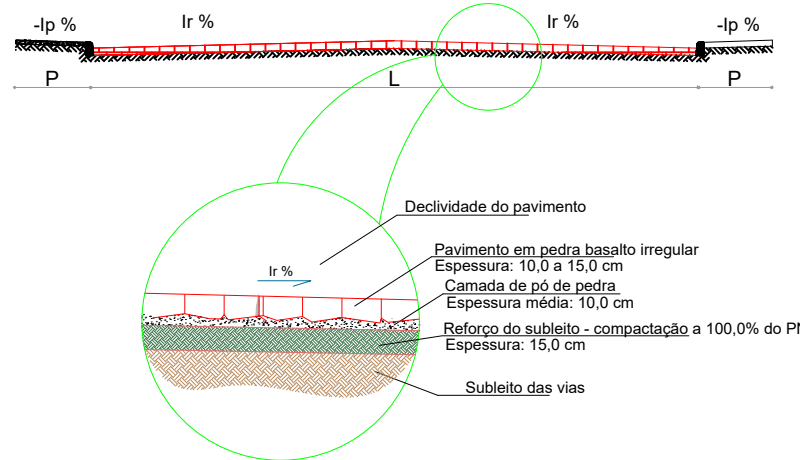 -Ip %
Ir %
Ir %
-Ip %
P
L
P
Declividade do pavimento
Ir %
Pavimento em pedra basalto irregular
Espessura: 10,0 a 15,0 cm
Camada de pó de pedra
Espessura média: 10,0 cm
Reforço do subleito - compactação a 100,0% do
Espessura: 15,0 cm
Subleito das vias